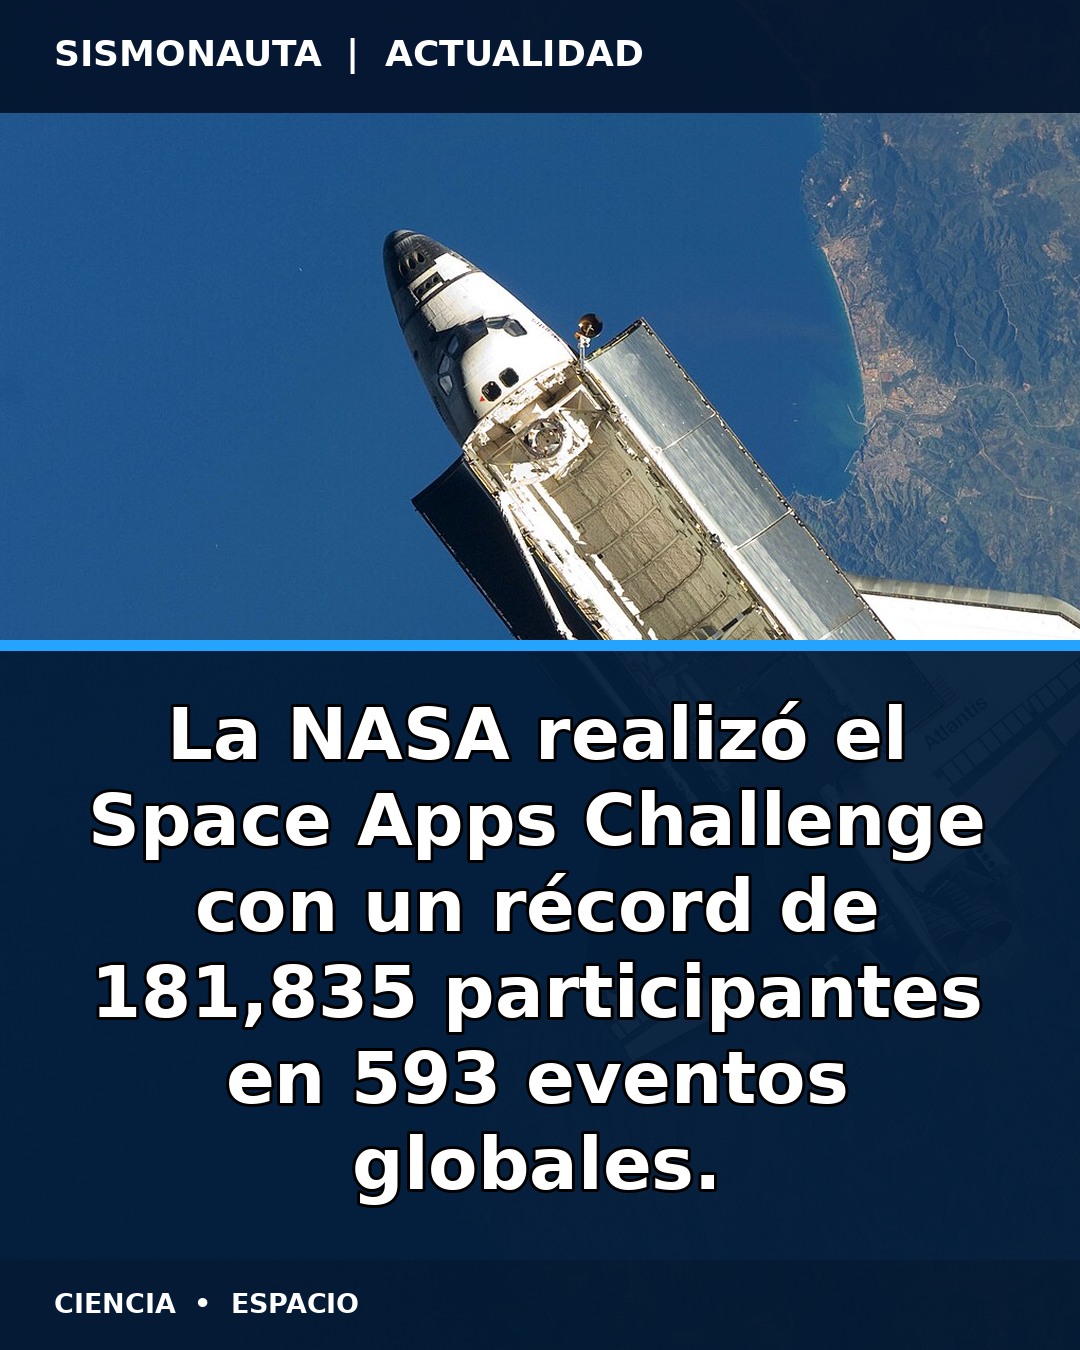 SISMONAUTA | ACTUALIDAD
La NASA realizó el
Space Apps Challenge
con un récord de
181,835 participantes
en 593 eventos
globales.
Atlantis
CIENCIA • ESPACIO